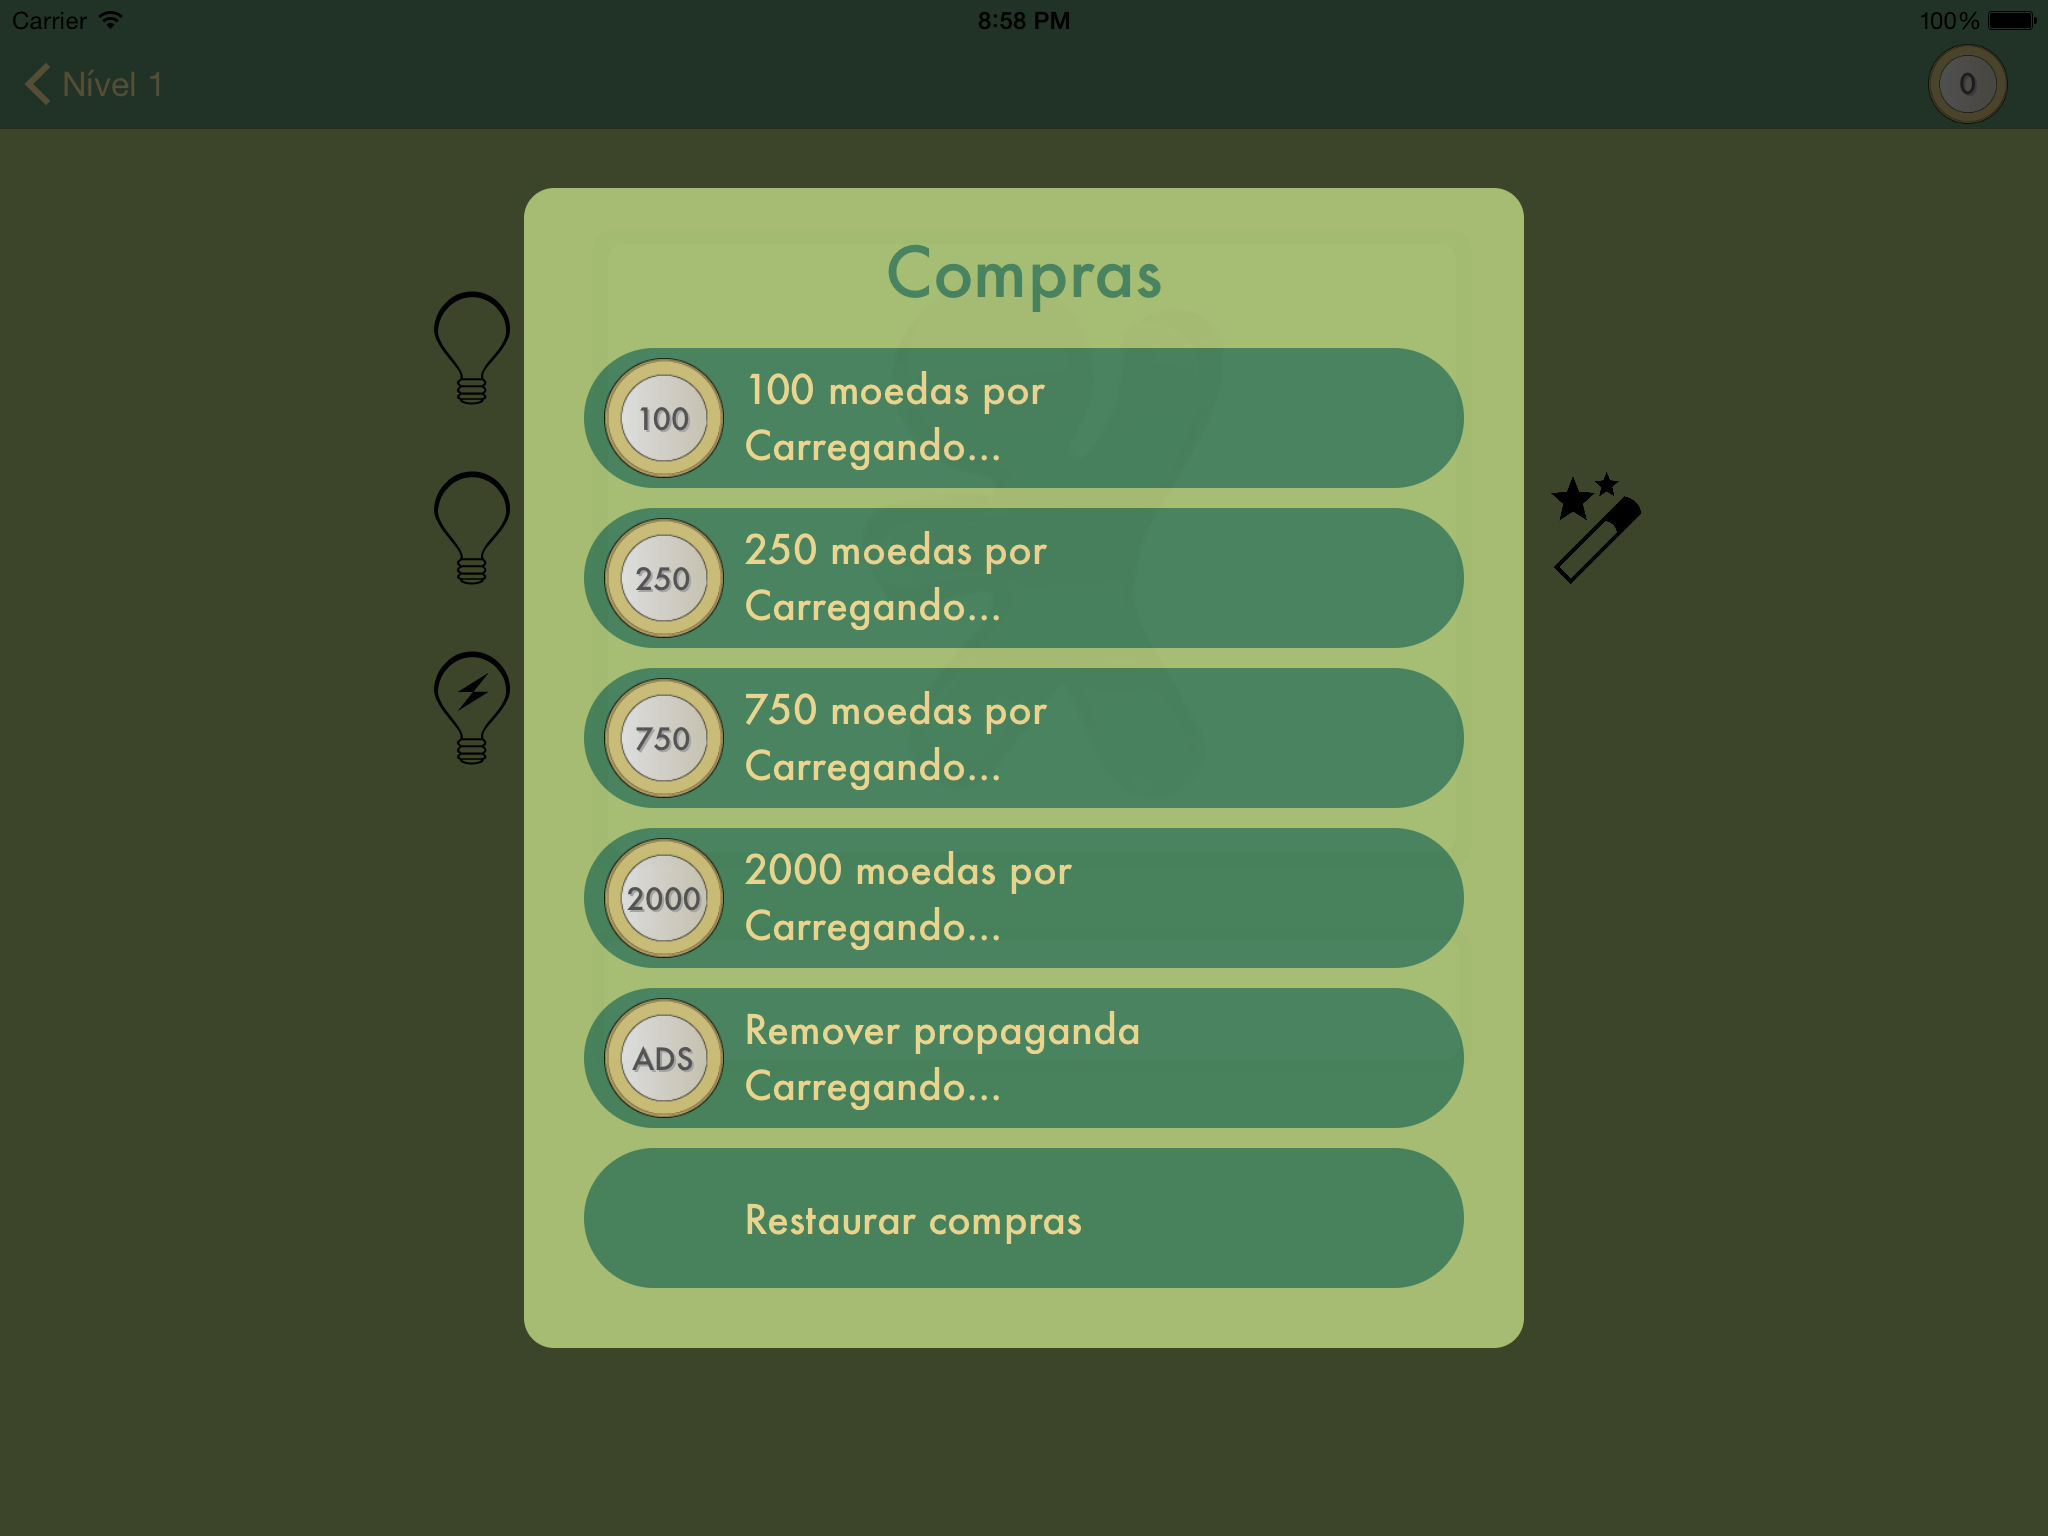 Carrier
8:58 PM
100%
Nível 1
0
Compras
100
100 moedas por
Carregando...
250
250 moedas por
Carregando...
750
750 moedas por
Carregando...
2000
2000 moedas por
Carregando...
ADS
Remover propaganda
Carregando...
Restaurar compras